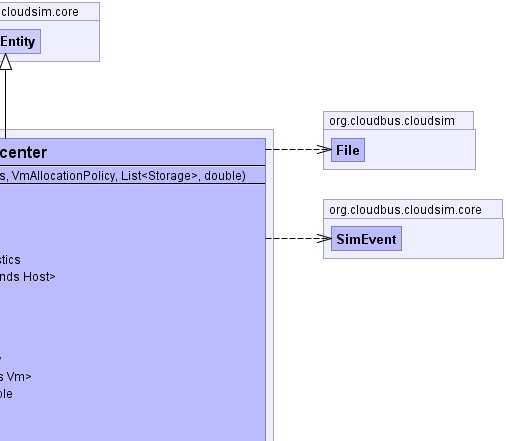 .cloudsim.core
Entity
org.cloudbus.cloudsim
File
center
s, VmAllocationPolicy, List<Storage>, double)
org.cloudbus.cloudsim.core
SimEvent
stics
nds Host>
s Vm>
ole